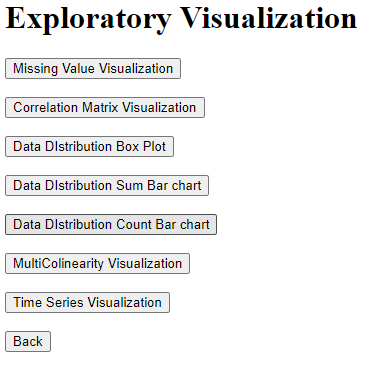 Exploratory Visualization
Missing Value Visualization
Correlation Matrix Visualization
Data DIstribution Box Plot
Data DIstribution Sum Bar chart
Data DIstribution Count Bar chart
MultiColinearity Visualization
Time Series Visualization
Back